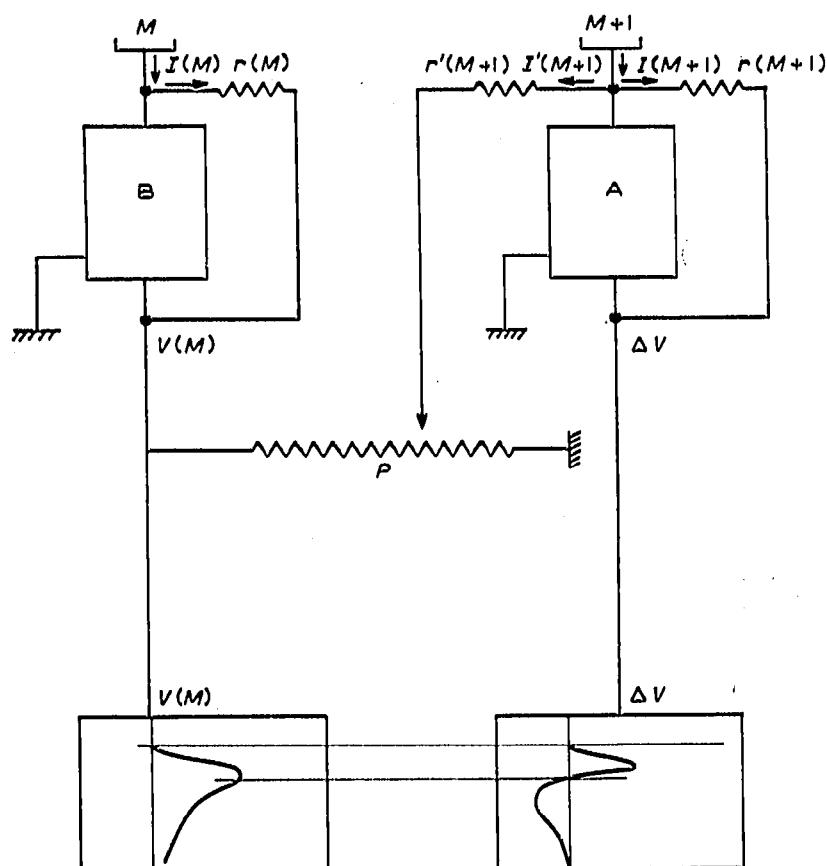 M M+1
I(M) r(M) r'(M+1) I'(M+1) I(M+1) r(M+1)
B A
V(M) ΔV
P
V(M) ΔV